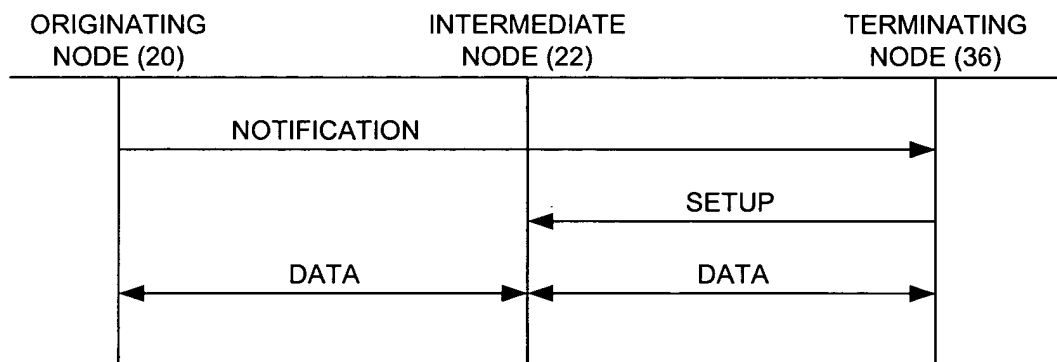 ORIGINATING
NODE (20)
INTERMEDIATE
NODE (22)
TERMINATING
NODE (36)
NOTIFICATION
SETUP
DATA
DATA